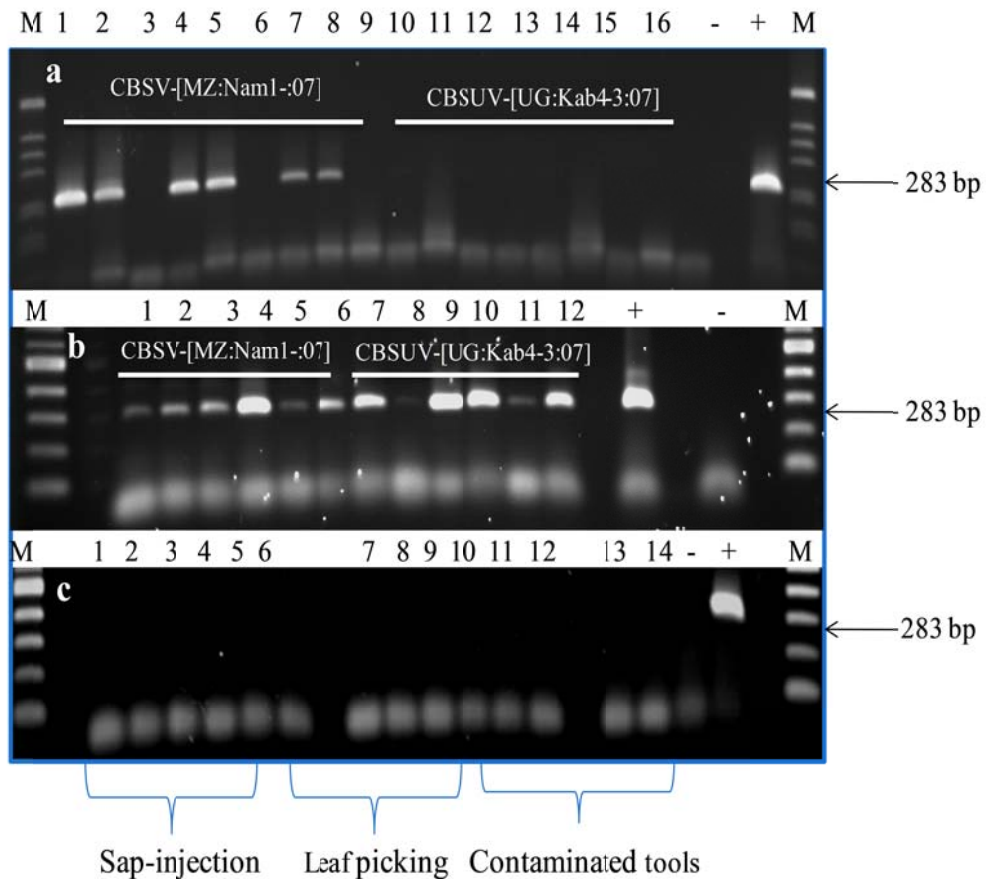 M 1 2 3 4 5 6 7 8 9 10 11 12 13 14 15 16 - + M
a
CBSV-[MZ:Nam1-:07]
CBSUV-[UG:Kab4-3:07]
283 bp
M 1 2 3 4 5 6 7 8 9 10 11 12 + - M
b
CBSV-[MZ:Nam1-:07]
CBSUV-[UG:Kab4-3:07]
283 bp
M 1 2 3 4 5 6 7 8 9 10 11 12 13 14 - + M
c
283 bp
Sap-injection Leaf picking Contaminated tools